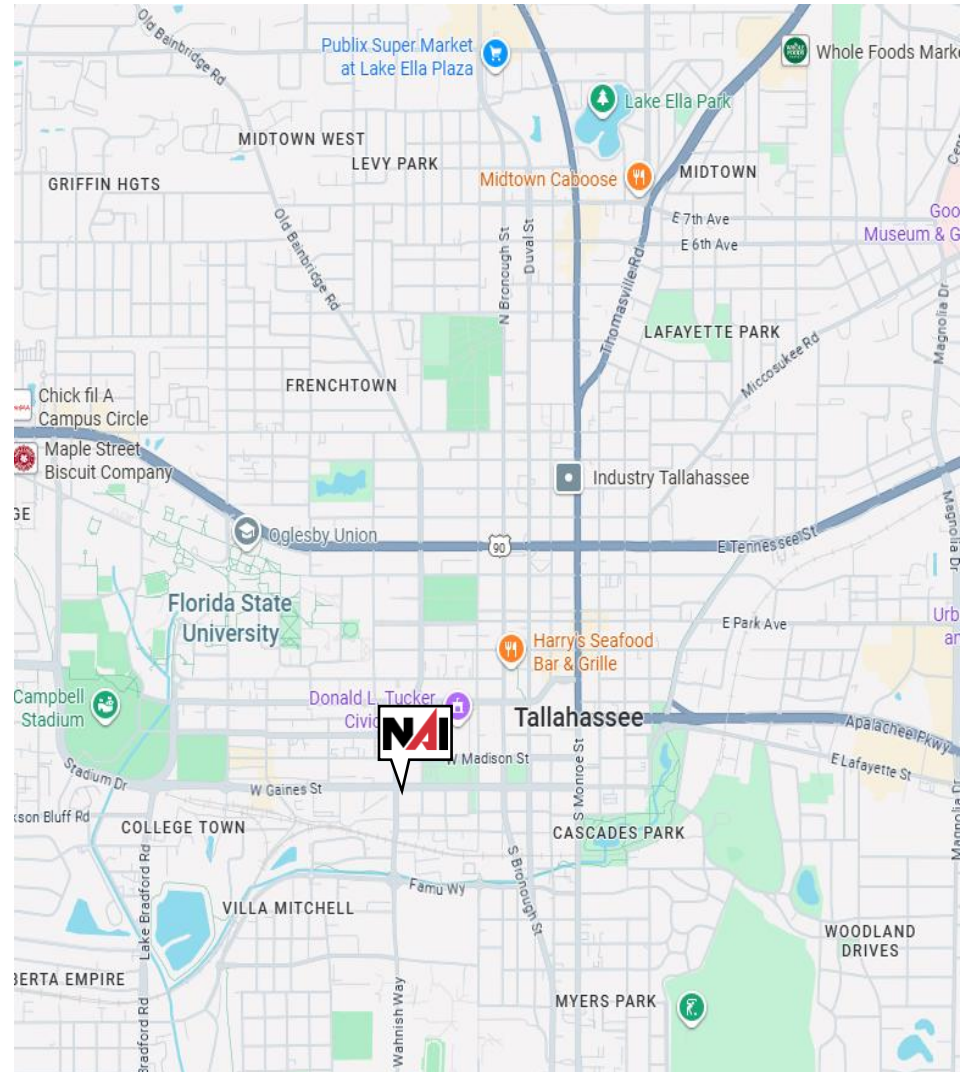 Old Bainbridge Rd
Publix Super Market
at Lake Ella Plaza
Whole Foods Marke
Lake Ella Park
MIDTOWN WEST
LEVY PARK
GRIFFIN HGTS
Midtown Caboose
MIDTOWN
E 7th Ave
E 6th Ave
Goo
Museum & G
Old Bainbridge Rd
N Bronough St
Duval St
Thomasville Rd
LAFAYETTE PARK
Miccosukee Rd
Magnolia Dr
FRENCHTOWN
Chick fil A
Campus Circle
Maple Street
Biscuit Company
Industry Tallahassee
GE
Oglesby Union
90
E Tennessee St
Magnolia Dr
Florida State
University
E Park Ave
Urb
an
Harry's Seafood
Bar & Grille
Campbell
Stadium
Donald L. Tucker
Civic
NAI
Tallahassee
Apalachee Pkwy
W Madison St
E Lafayette St
Stadium Dr
W Gaines St
S Monroe St
Magnolia Dr
kson Bluff Rd
COLLEGE TOWN
CASCADES PARK
Lake Bradford Rd
S Bronough St
Famu Wy
VILLA MITCHELL
WOODLAND
DRIVES
BERTA EMPIRE
MYERS PARK
Wahnish Way
Bradford Rd